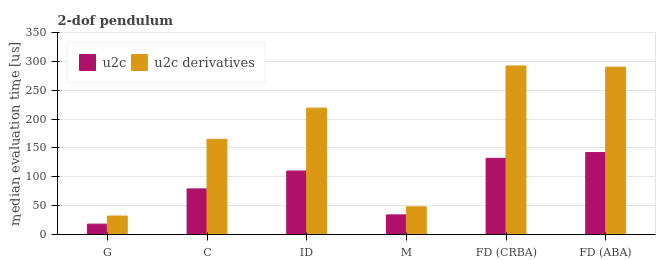 2-dof pendulum
median evaluation time [us]
350
300
250
200
150
100
50
0
u2c u2c derivatives
G C ID M FD (CRBA) FD (ABA)